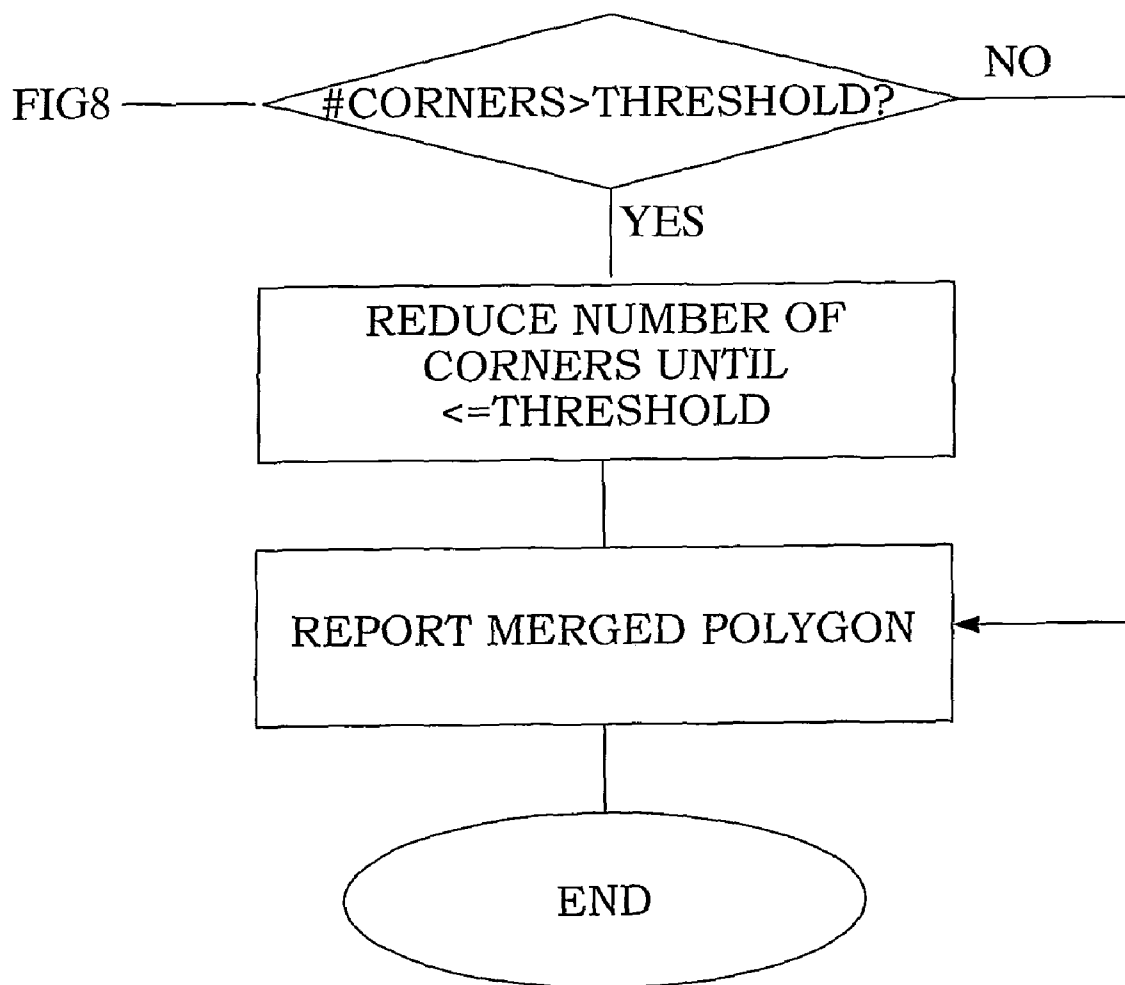 NO
FIG8
#CORNERS>THRESHOLD?
YES
REDUCE NUMBER OF
CORNERS UNTIL
<=THRESHOLD
REPORT MERGED POLYGON
END